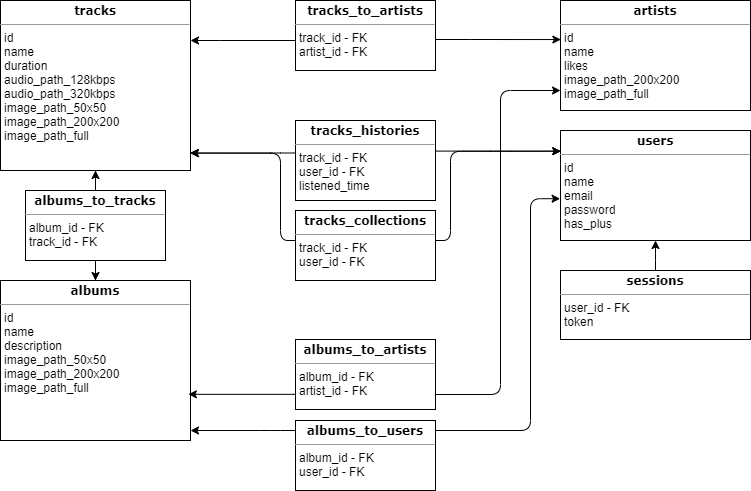 tracks
id
name
duration
audio_path_128kbps
audio_path_320kbps
image_path_50x50
image_path_200x200
image_path_full
tracks_to_artists
track_id - FK
artist_id - FK
artists
id
name
likes
image_path_200x200
image_path_full
tracks_histories
track_id - FK
user_id - FK
listened_time
users
id
name
email
password
has_plus
albums_to_tracks
album_id - FK
track_id - FK
tracks_collections
track_id - FK
user_id - FK
albums
id
name
description
image_path_50x50
image_path_200x200
image_path_full
sessions
user_id - FK
token
albums_to_artists
album_id - FK
artist_id - FK
albums_to_users
album_id - FK
user_id - FK